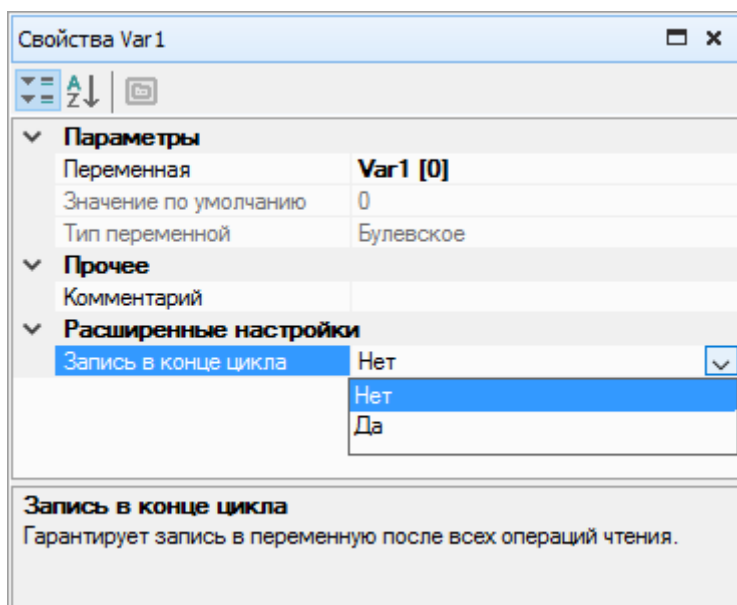 Свойства Var1
Параметры
Переменная Var1 [0]
Значение по умолчанию 0
Тип переменной Булевское
Прочее
Комментарий
Расширенные настройки
Запись в конце цикла Нет
Нет
Да
Запись в конце цикла
Гарантирует запись в переменную после всех операций чтения.